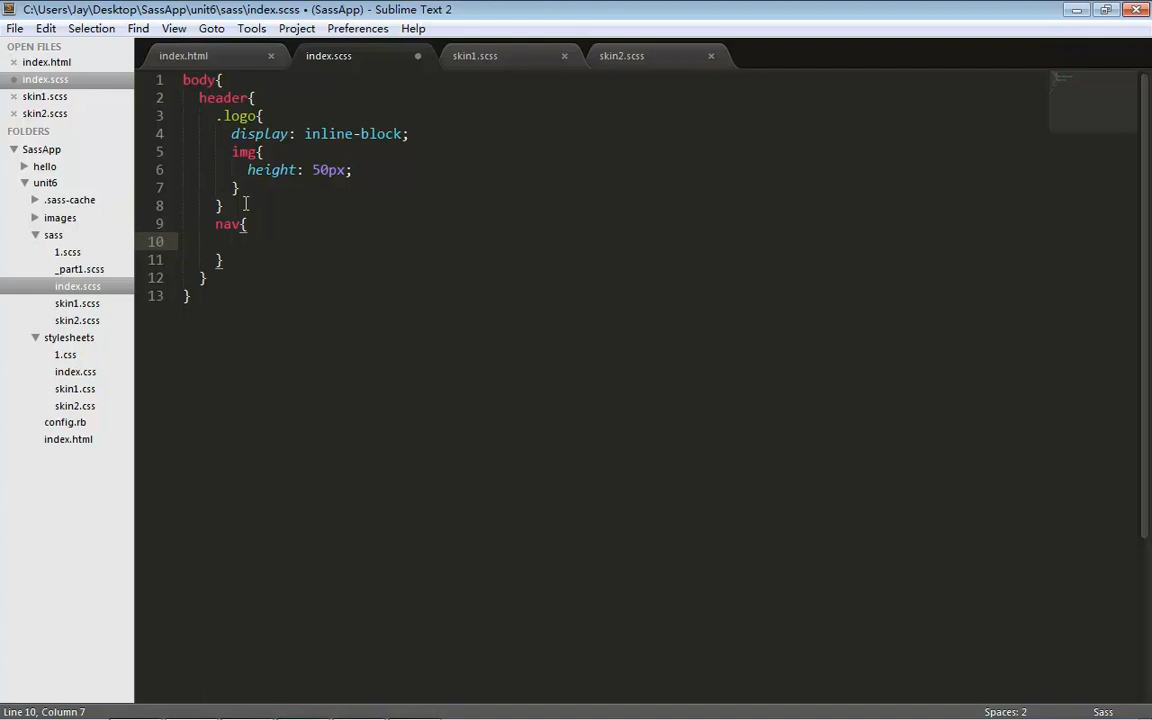 C:\Users\Jay\Desktop\SassApp\unit6\sass\index.scss • (SassApp) - Sublime Text 2
File Edit Selection Find View Goto Tools Project Preferences Help
OPEN FILES
index.html
index.scss
skin1.scss
skin2.scss
FOLDERS
SassApp
hello
unit6
.sass-cache
images
sass
1.scss
_part1.scss
index.scss
skin1.scss
skin2.scss
stylesheets
1.css
index.css
skin1.css
skin2.css
config.rb
index.html
index.html index.scss skin1.scss skin2.scss
1 body{
2 header{
3 .logo{
4 display: inline-block;
5 img{
6 height: 50px;
7 }
8 }
9 nav{
10
11 }
12 }
13 }
Line 10, Column 7 Spaces: 2 Sass